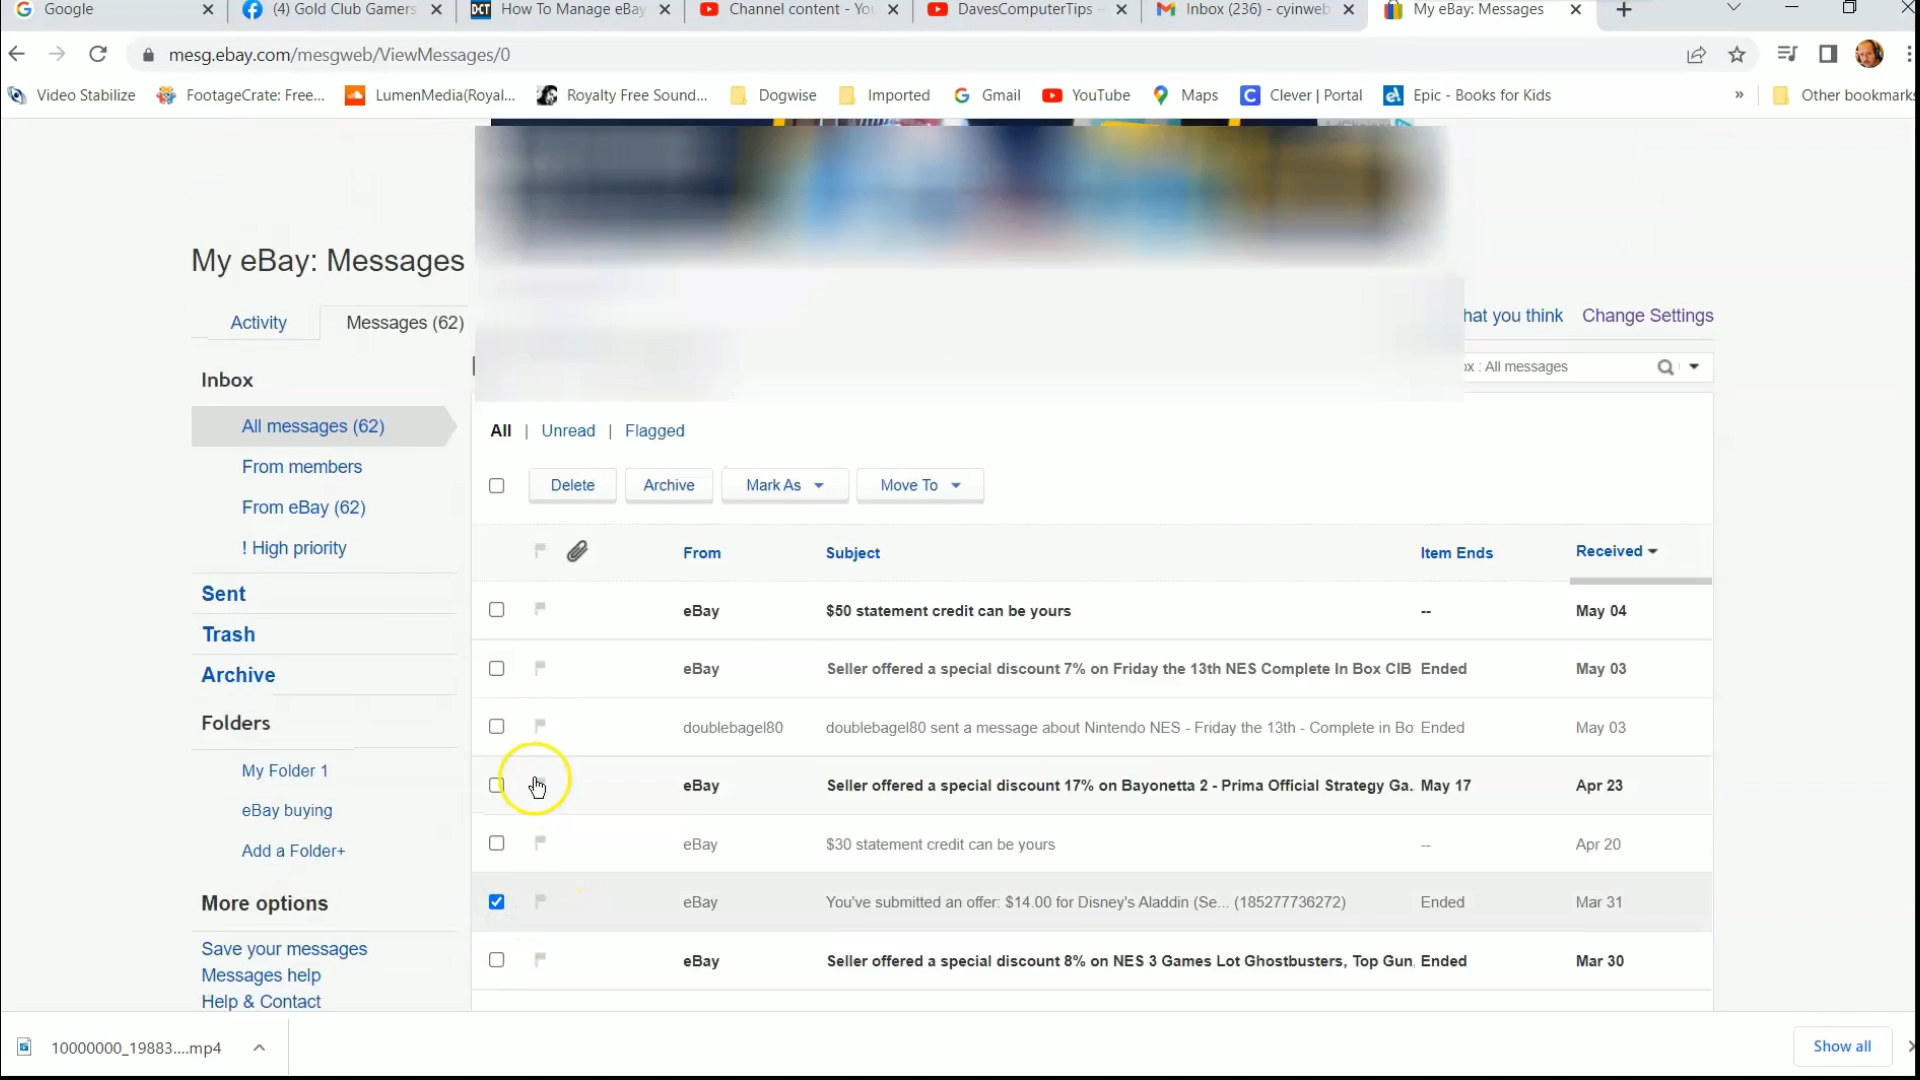 Google
(4) Gold Club Gamers
DCT How To Manage eBay
Channel content - You
DavesComputerTips -
Inbox (236) - cyinweb
My eBay: Messages
mesg.ebay.com/mesgweb/ViewMessages/0
Video Stabilize
FootageCrate: Free...
LumenMedia(Royal...
Royalty Free Sound...
Dogwise
Imported
Gmail
YouTube
Maps
Clever | Portal
Epic - Books for Kids
»
Other bookmarks
My eBay: Messages
Activity
Messages (62)
hat you think
Change Settings
ox : All messages
Inbox
All messages (62)
From members
From eBay (62)
! High priority
Sent
Trash
Archive
Folders
My Folder 1
eBay buying
Add a Folder+
More options
Save your messages
Messages help
Help & Contact
All | Unread | Flagged
Delete Archive Mark As Move To
From Subject Item Ends Received
eBay $50 statement credit can be yours -- May 04
eBay Seller offered a special discount 7% on Friday the 13th NES Complete In Box CIB Ended May 03
doublebagel80 doublebagel80 sent a message about Nintendo NES - Friday the 13th - Complete in Bo Ended May 03
eBay Seller offered a special discount 17% on Bayonetta 2 - Prima Official Strategy Ga. May 17 Apr 23
eBay $30 statement credit can be yours -- Apr 20
eBay You've submitted an offer: $14.00 for Disney's Aladdin (Se... (185277736272) Ended Mar 31
eBay Seller offered a special discount 8% on NES 3 Games Lot Ghostbusters, Top Gun, Ended Mar 30
10000000_19883....mp4
Show all